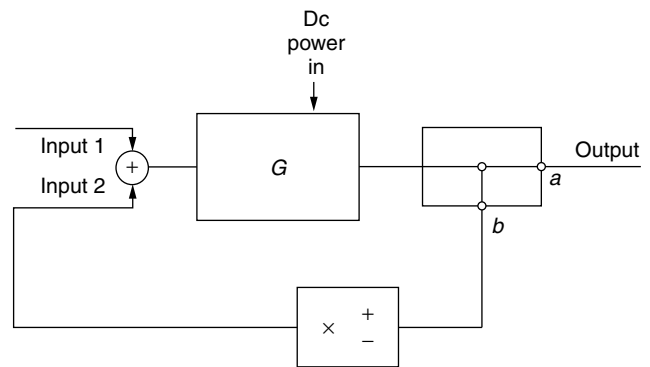 Dc
power
in
Input 1
+
Input 2
G
Output
a
b
× +
−